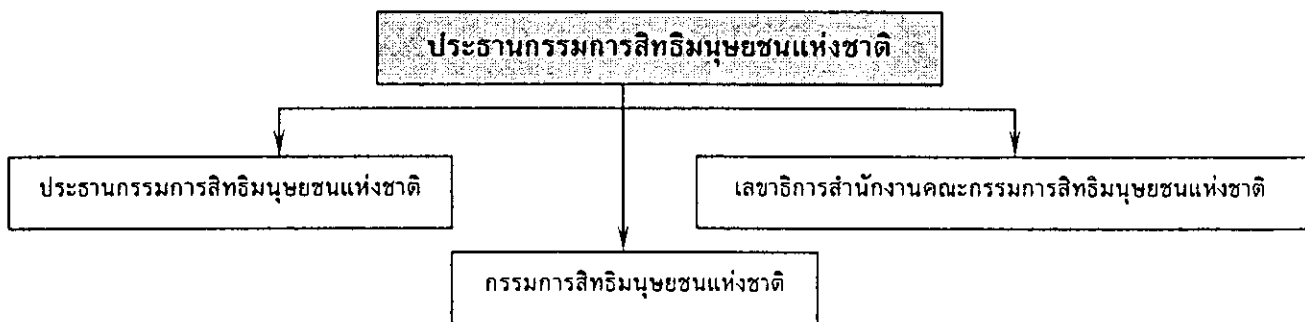 ประธานกรรมการสิทธิมนุษยชนแห่งชาติ
ประธานกรรมการสิทธิมนุษยชนแห่งชาติ
เลขาธิการสำนักงานคณะกรรมการสิทธิมนุษยชนแห่งชาติ
กรรมการสิทธิมนุษยชนแห่งชาติ